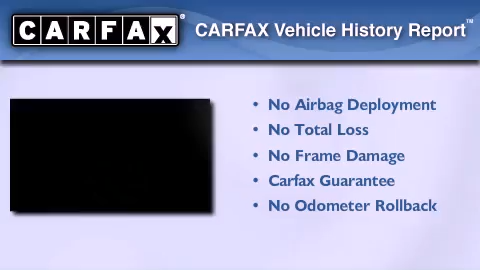 CARFAX® CARFAX Vehicle History Report™
• No Airbag Deployment
• No Total Loss
• No Frame Damage
• Carfax Guarantee
• No Odometer Rollback